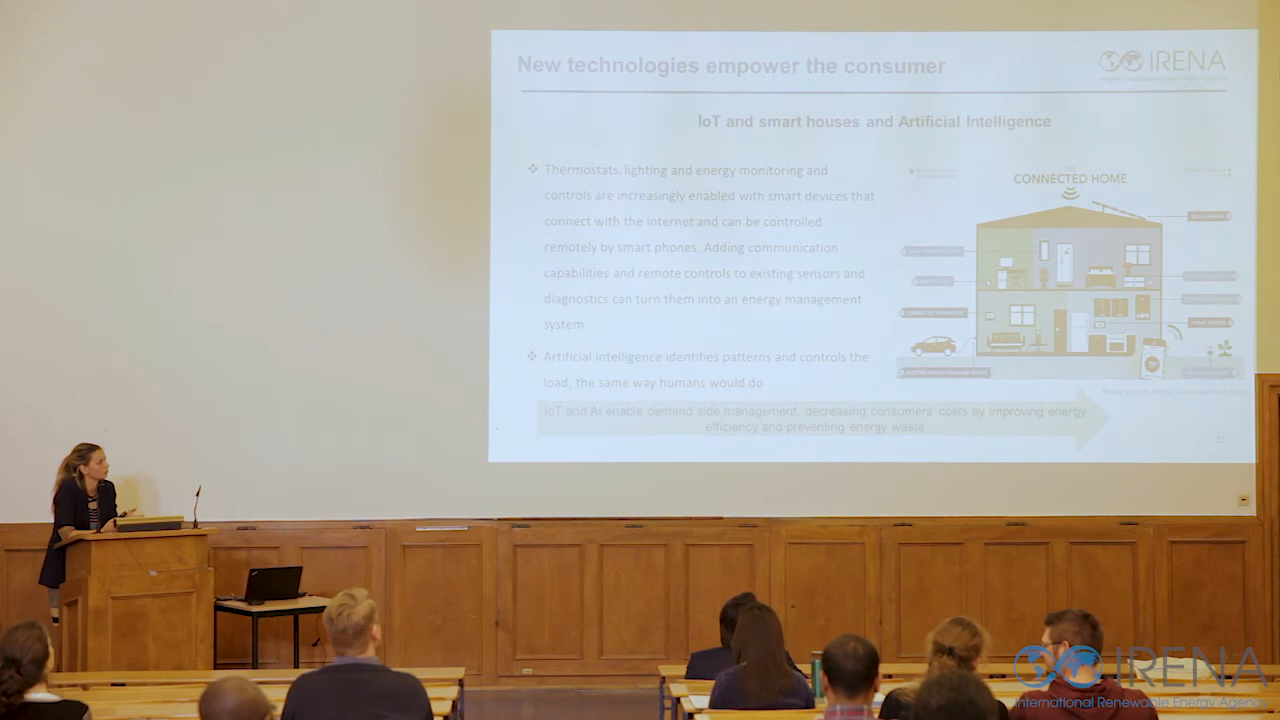 New technologies empower the consumer
IRENA
IoT and smart houses and Artificial Intelligence
Thermostats, lighting and energy monitoring and
controls are increasingly enabled with smart devices that
connect with the Internet and can be controlled
remotely by smart phones. Adding communication
capabilities and remote controls to existing sensors and
diagnostics can turn them into an energy management
system
THE
CONNECTED HOME
Artificial intelligence identifies patterns and controls the
load, the same way humans would do
IoT and AI enable demand side management, decreasing consumers' costs by improving energy
efficiency and preventing energy waste
52
IRENA
International Renewable Energy Agency